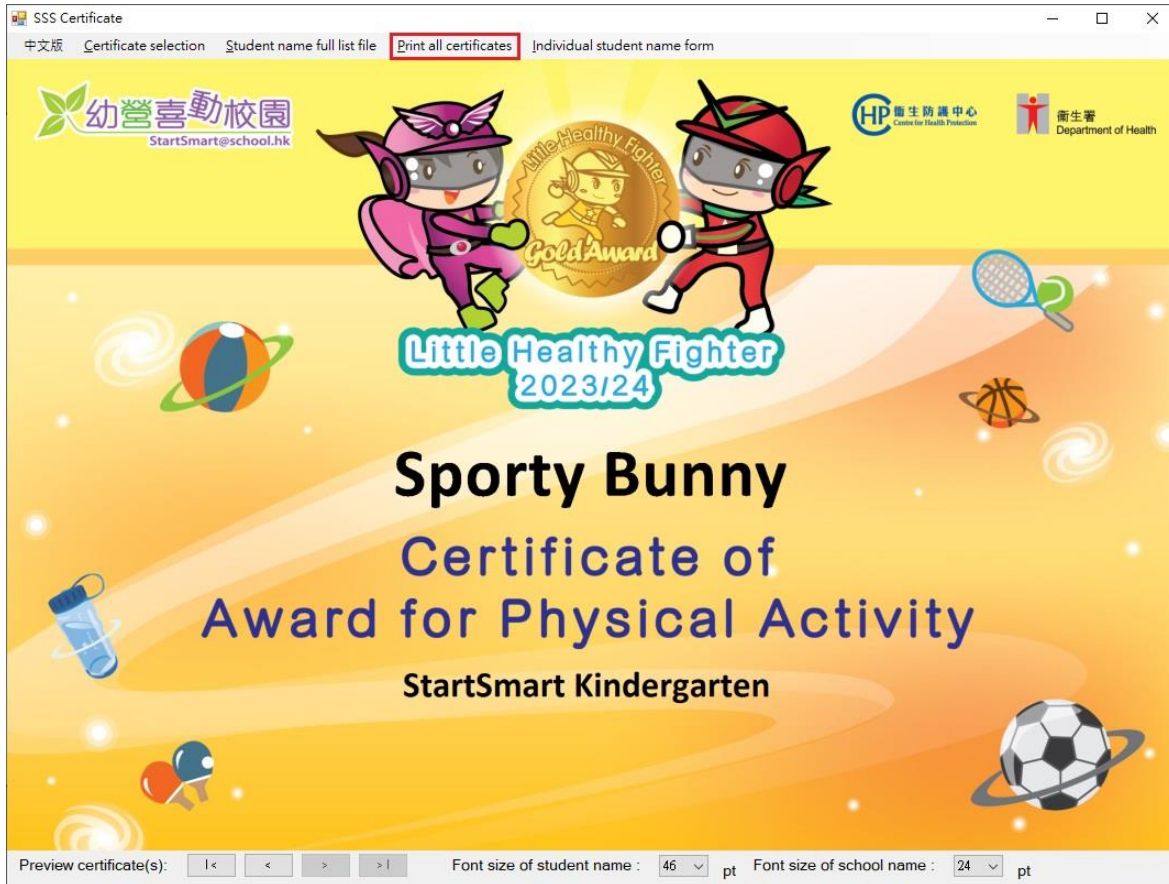 SSS Certificate
中文版 Certificate selection Student name full list file Print all certificates Individual student name form
幼營喜動校園
StartSmart@school.hk
Little Healthy Fighter
Gold Award
CHP 衞生防護中心
Centre for Health Protection
衞生署
Department of Health
Little Healthy Fighter
2023/24
Sporty Bunny
Certificate of
Award for Physical Activity
StartSmart Kindergarten
Preview certificate(s): |< < > >| Font size of student name : 46 pt Font size of school name : 24 pt